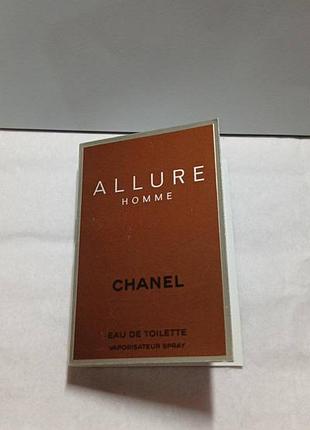 ALLURE
HOMME
CHANEL
EAU DE TOILETTE
VAPORISATEUR SPRAY